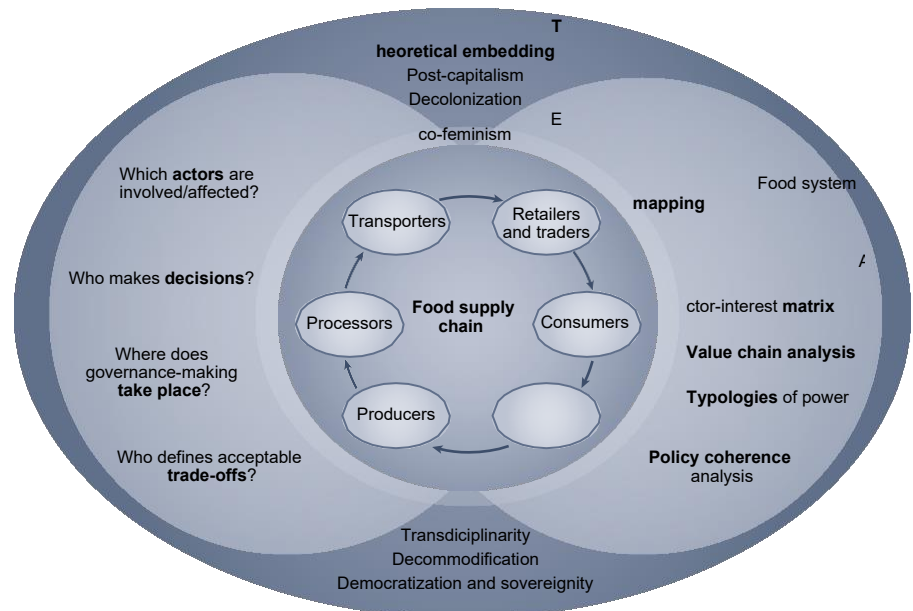 T
heoretical embedding
Post-capitalism
Decolonization
E
co-feminism
Which actors are
involved/affected?
Who makes decisions?
Where does
governance-making
take place?
Who defines acceptable
trade-offs?
Transporters
Retailers
and traders
Processors
Food supply
chain
Consumers
Producers
Food system
mapping
A
ctor-interest matrix
Value chain analysis
Typologies of power
Policy coherence
analysis
Transdiciplinarity
Decommodification
Democratization and sovereignity